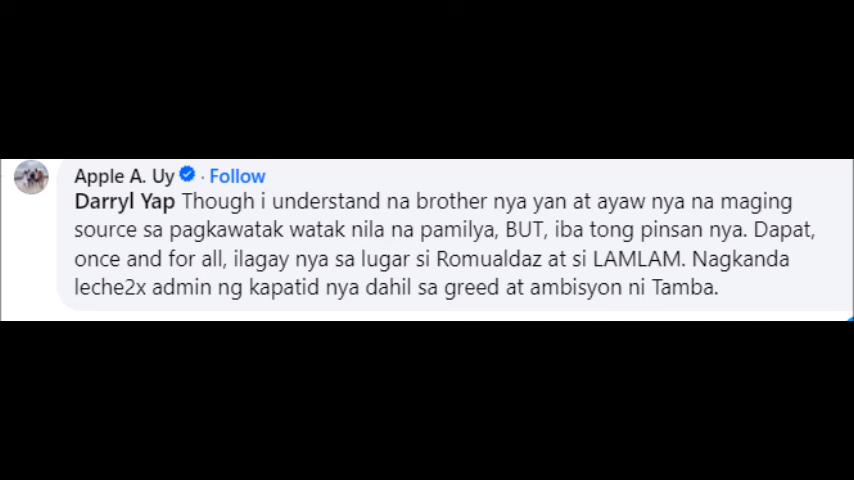 Apple A. Uy · Follow
Darryl Yap Though i understand na brother nya yan at ayaw nya na maging
source sa pagkawatak watak nila na pamilya, BUT, iba tong pinsan nya. Dapat,
once and for all, ilagay nya sa lugar si Romualdaz at si LAMLAM. Nagkanda
leche2x admin ng kapatid nya dahil sa greed at ambisyon ni Tamba.